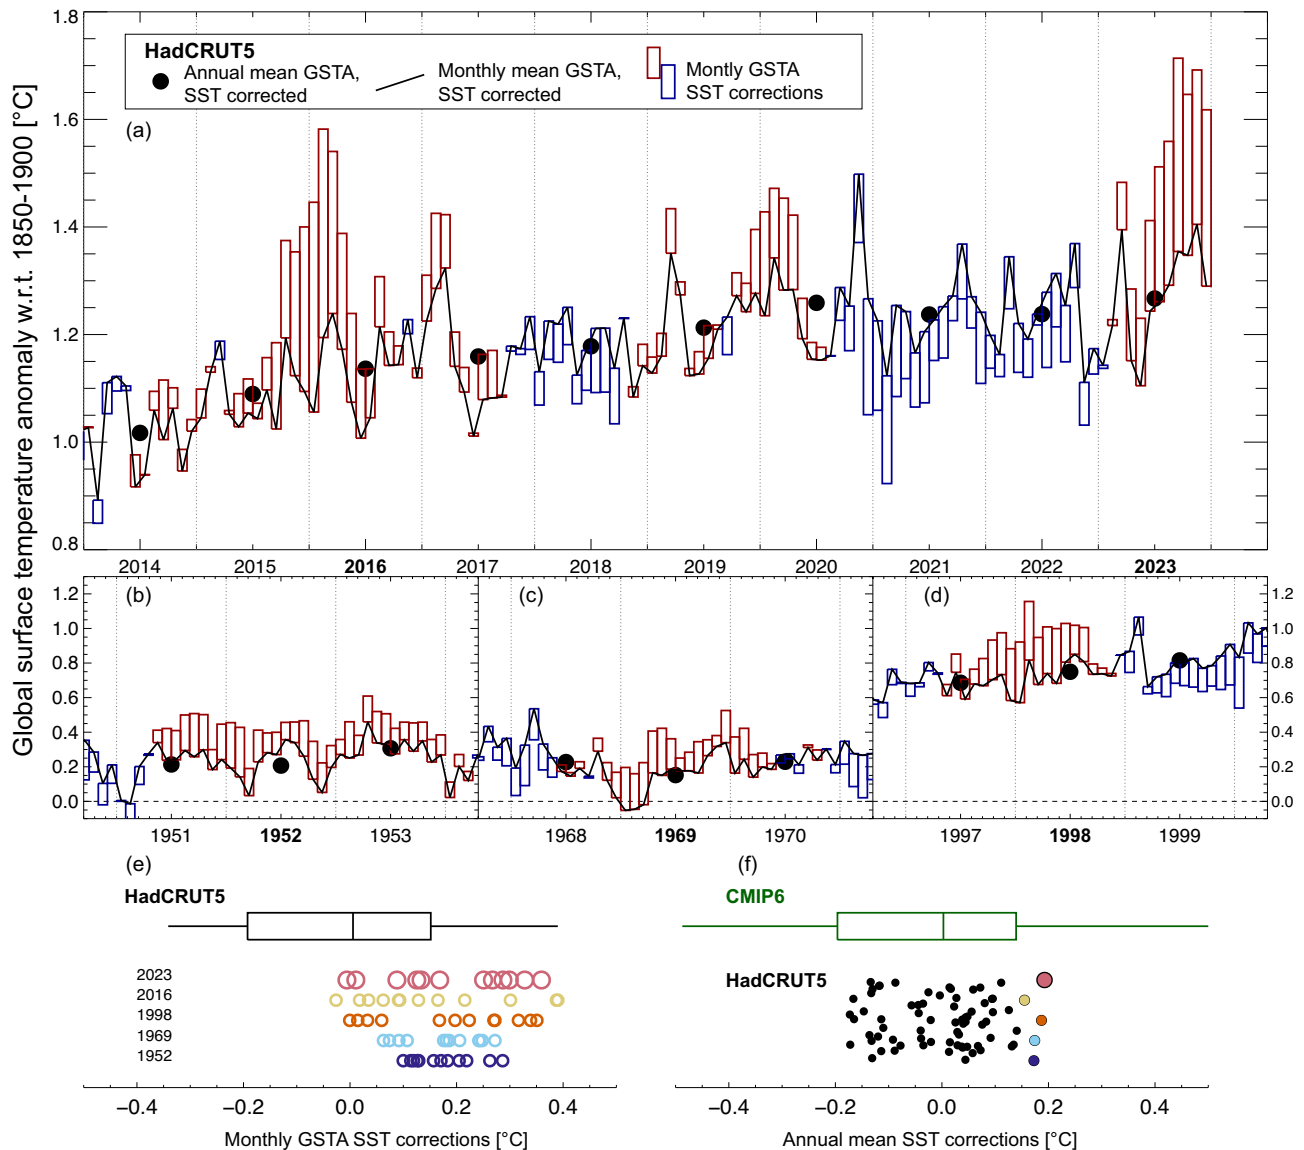 Global surface temperature anomaly w.r.t. 1850-1900 [°C]
1.8
1.6
1.4
1.2
1.0
0.8
HadCRUT5
Annual mean GSTA,
SST corrected
Monthly mean GSTA,
SST corrected
Montly GSTA
SST corrections
(a)
2014 2015 2016 2017 2018 2019 2020 2021 2022 2023
(b) (c) (d)
1.2 1.2
1.0 1.0
0.8 0.8
0.6 0.6
0.4 0.4
0.2 0.2
0.0 0.0
1951 1952 1953 1968 1969 1970 1997 1998 1999
(e)
HadCRUT5
2023
2016
1998
1969
1952
−0.4 −0.2 0.0 0.2 0.4
Monthly GSTA SST corrections [°C]
(f)
CMIP6
HadCRUT5
−0.4 −0.2 0.0 0.2 0.4
Annual mean SST corrections [°C]